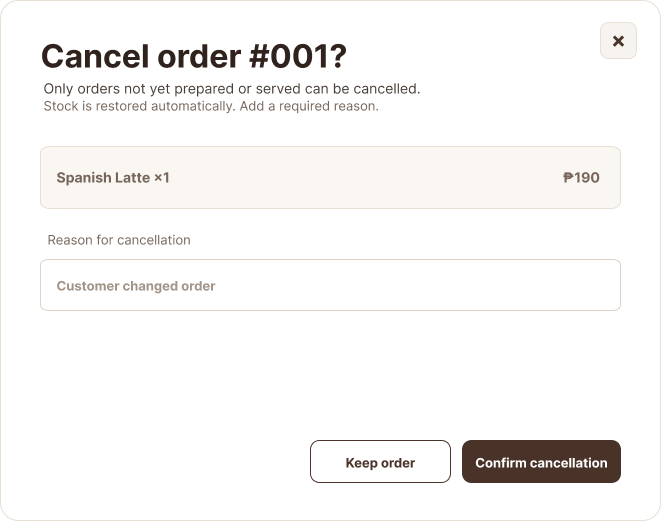 Cancel order #001?
Only orders not yet prepared or served can be cancelled.
Stock is restored automatically. Add a required reason.
Spanish Latte ×1 ₱190
Reason for cancellation
Customer changed order
Keep order Confirm cancellation